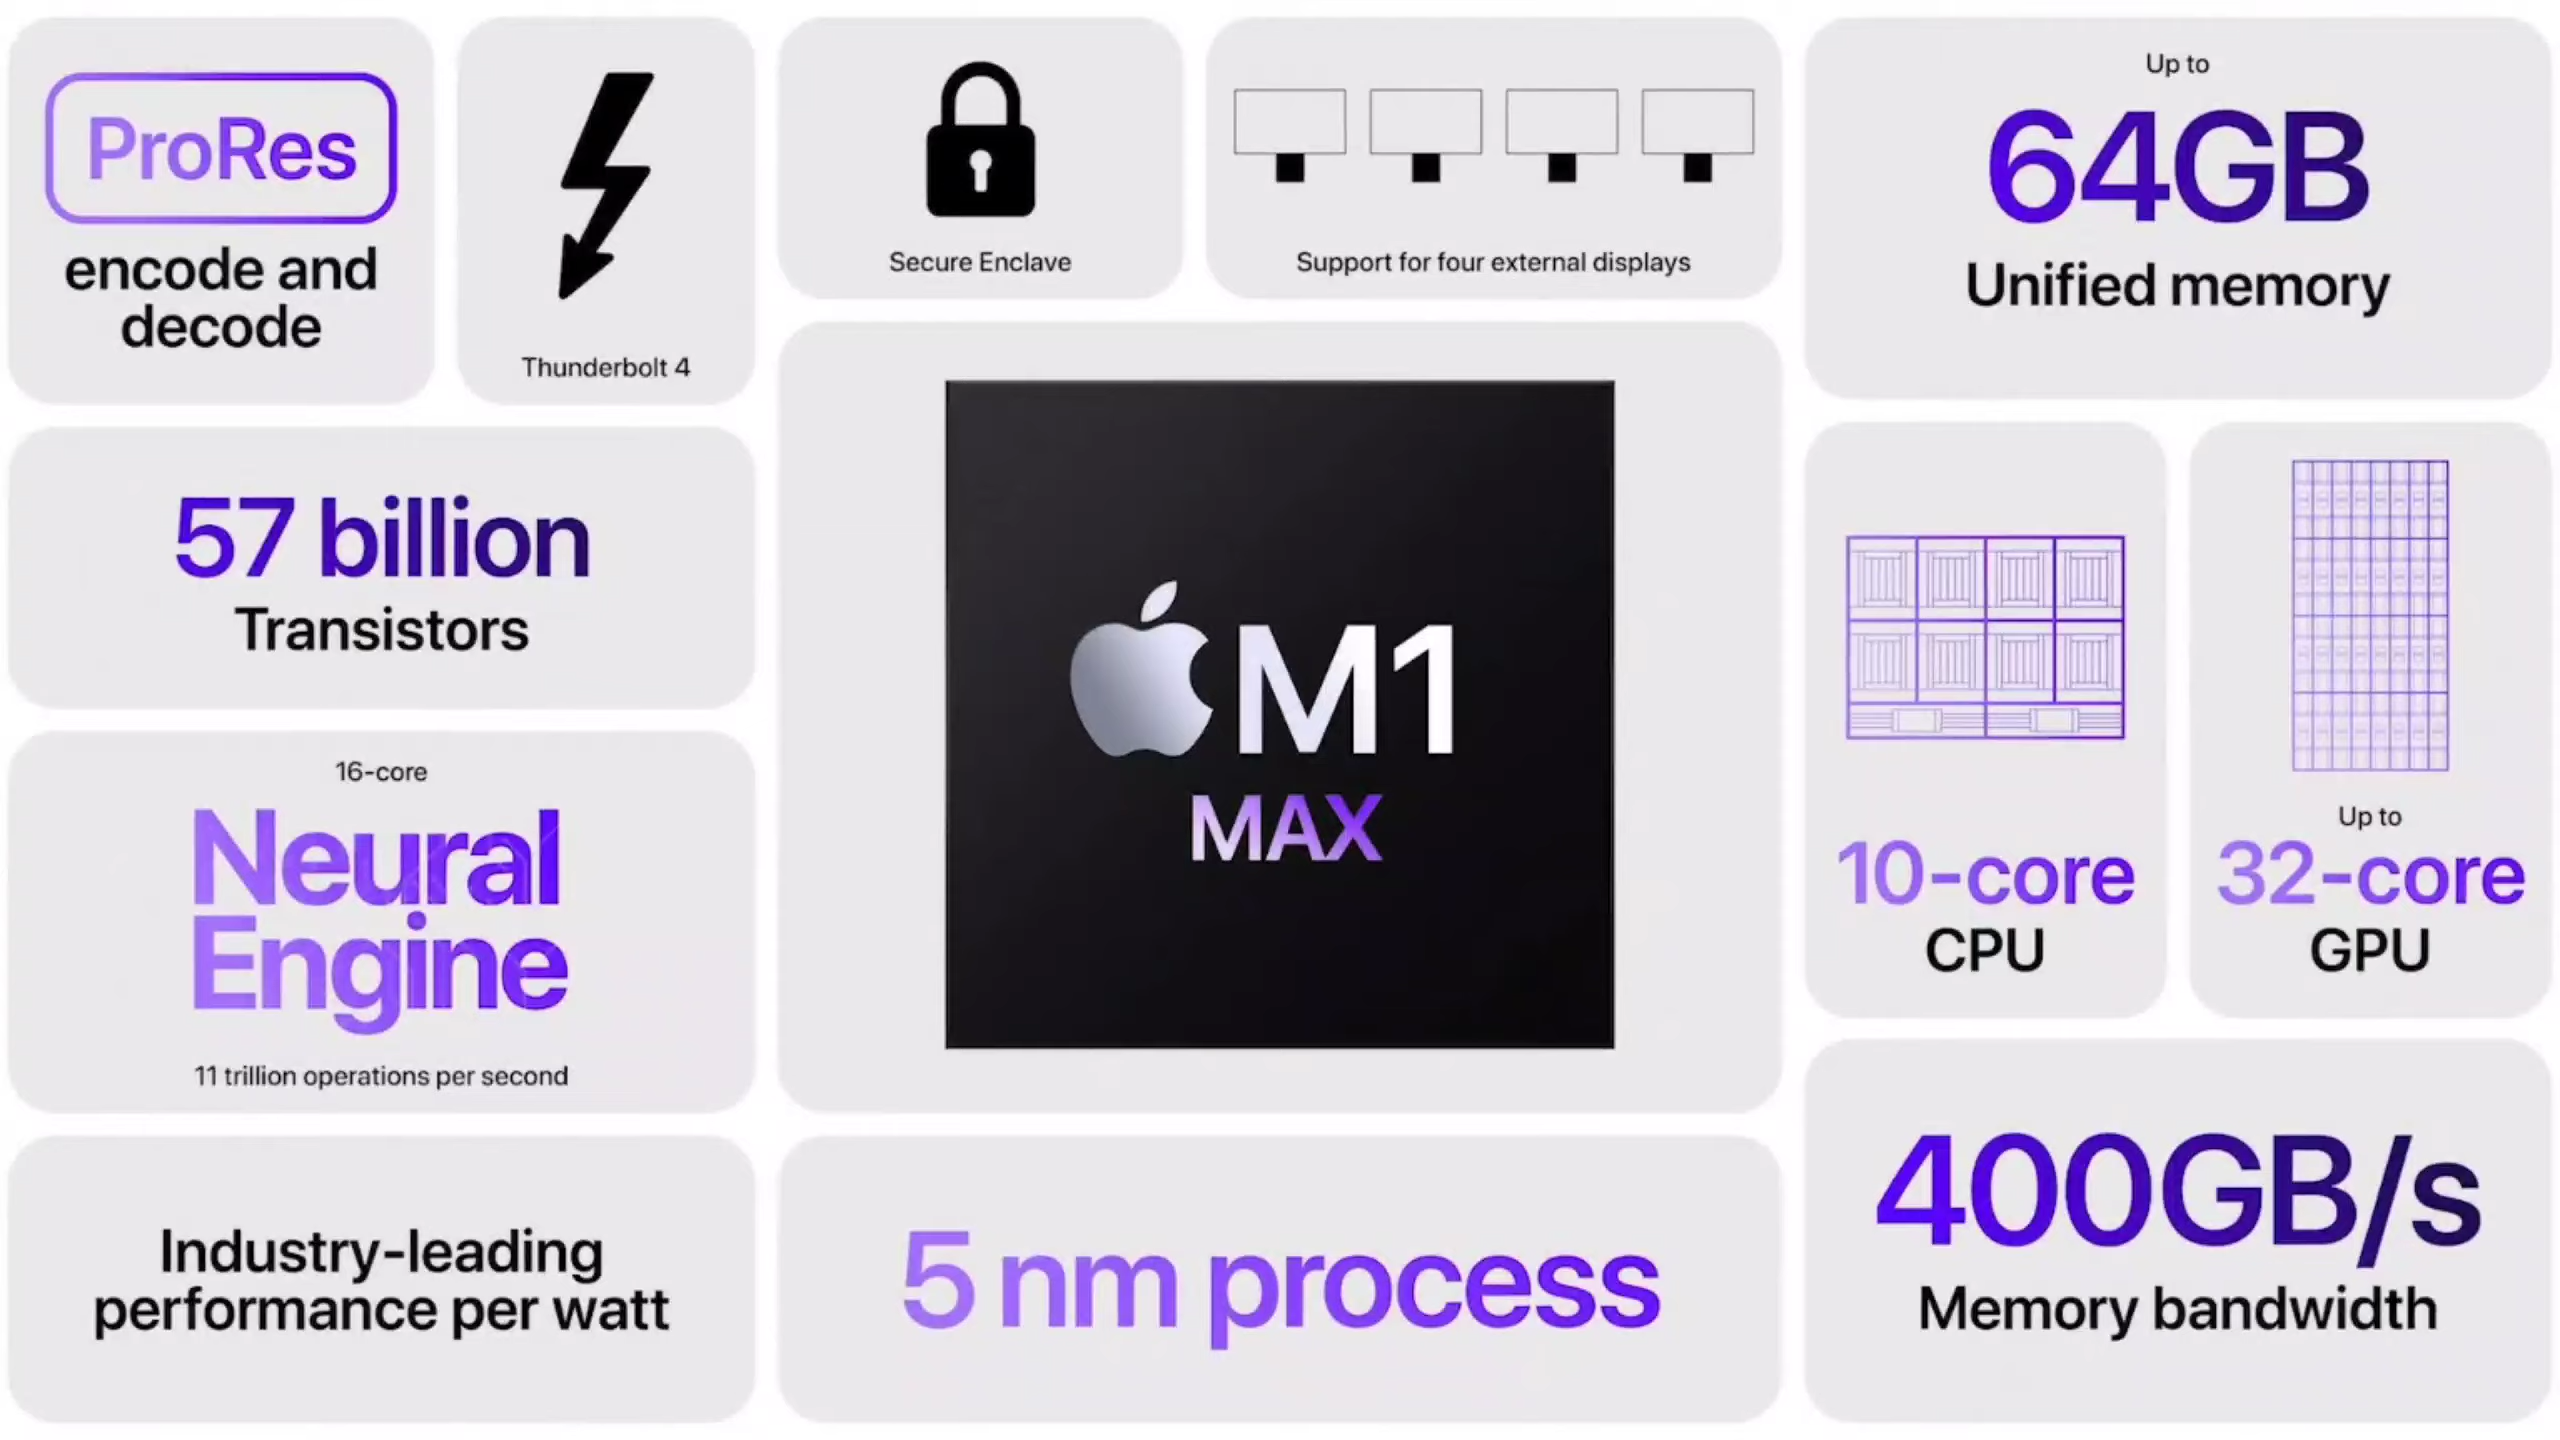 ProRes
encode and
decode
Thunderbolt 4
Secure Enclave
Support for four external displays
Up to
64GB
Unified memory
57 billion
Transistors
M1
MAX
10-core
CPU
Up to
32-core
GPU
16-core
Neural
Engine
11 trillion operations per second
Industry-leading
performance per watt
5 nm process
400GB/s
Memory bandwidth